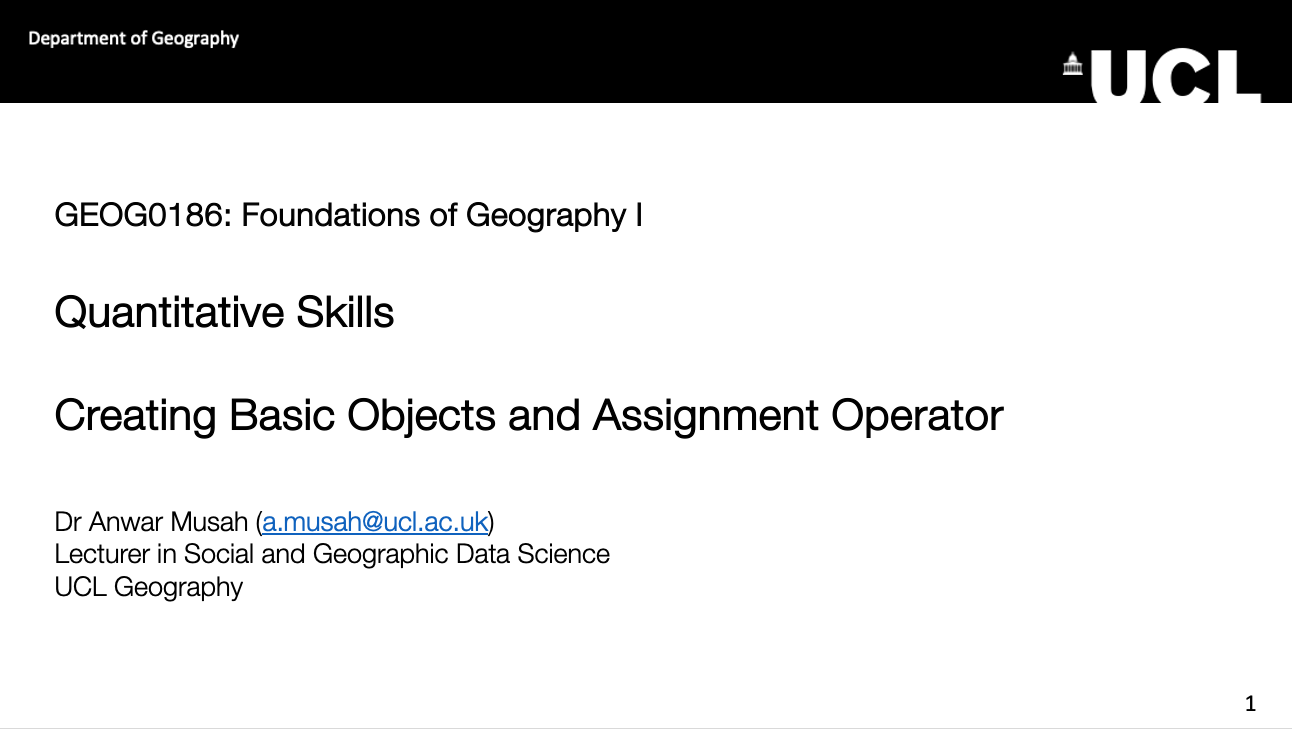 Department of Geography
UCL
GEOG0186: Foundations of Geography I
Quantitative Skills
Creating Basic Objects and Assignment Operator
Dr Anwar Musah (a.musah@ucl.ac.uk)
Lecturer in Social and Geographic Data Science
UCL Geography
1